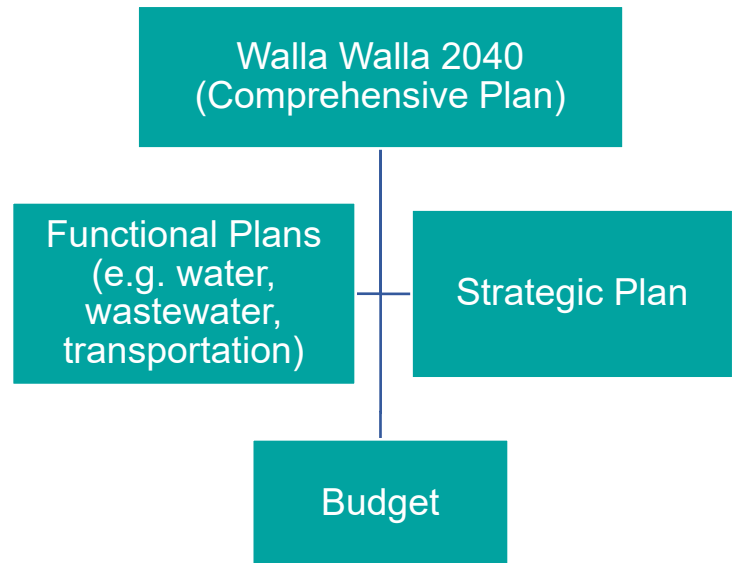 Walla Walla 2040
(Comprehensive Plan)
Functional Plans
(e.g. water,
wastewater,
transportation)
Strategic Plan
Budget